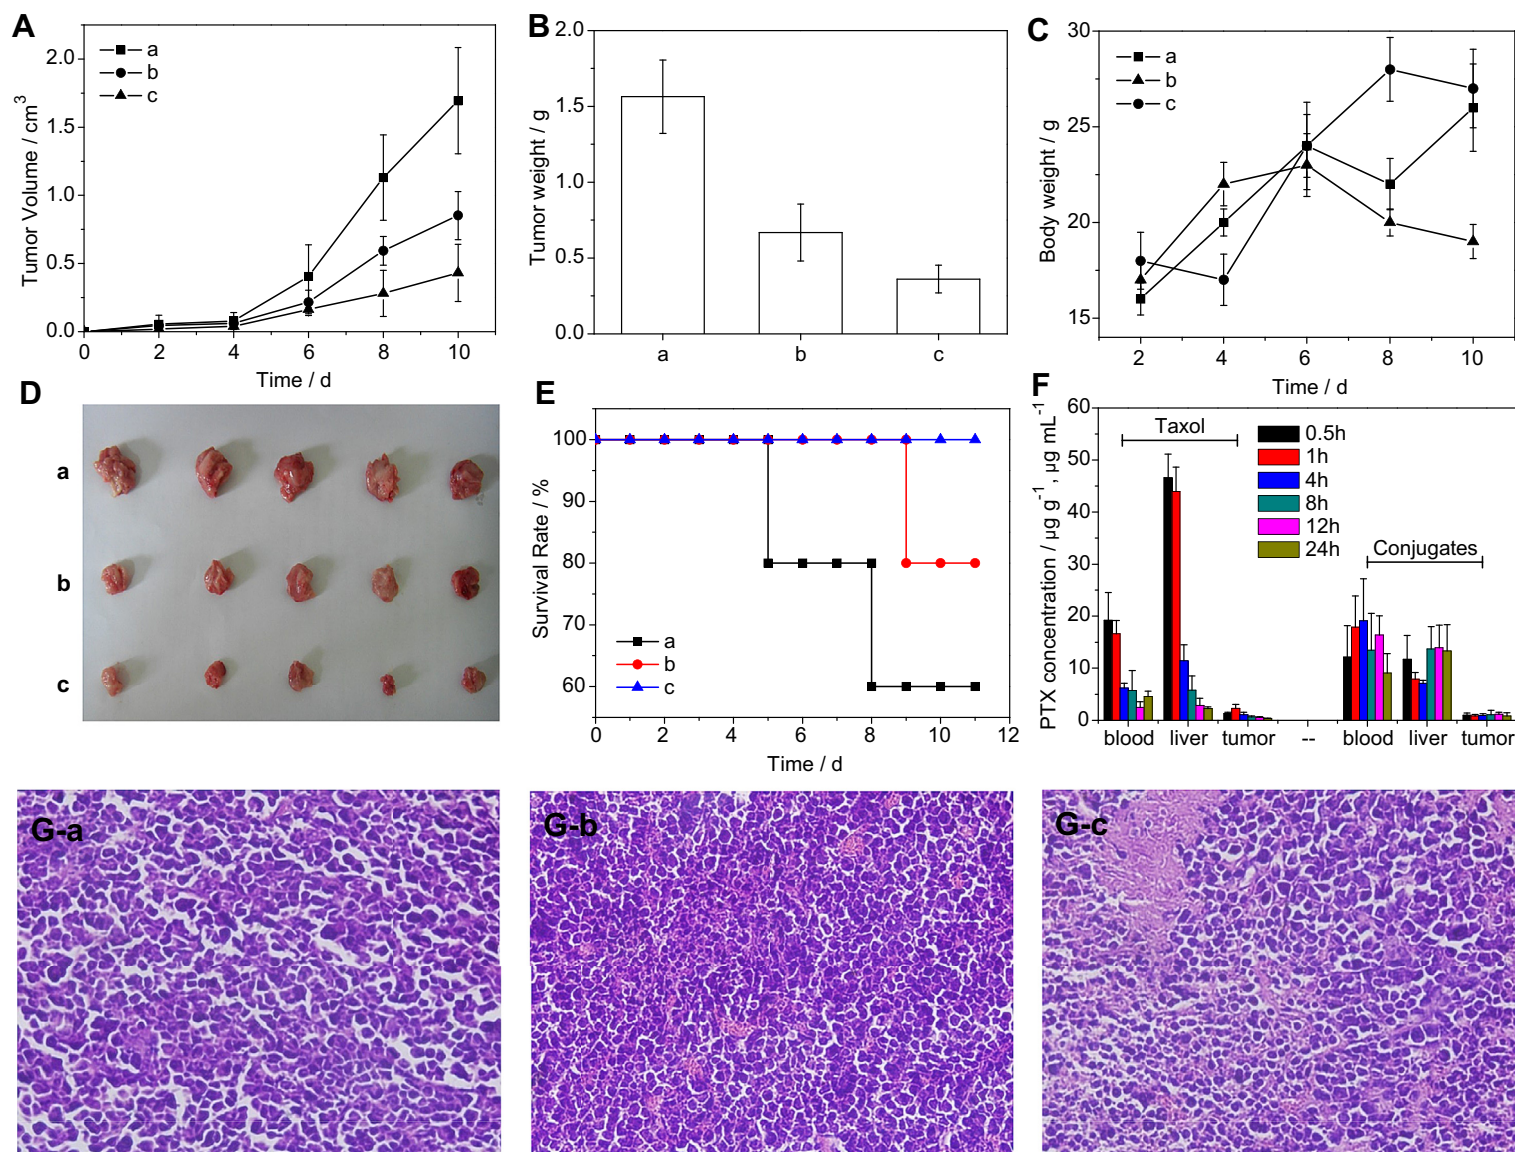 A
a
b
c
2.0
1.5
1.0
0.5
0.0
0 2 4 6 8 10
Tumor Volume / cm³
Time / d
B
2.0
1.5
1.0
0.5
0.0
a b c
Tumor weight / g
C
a
b
c
30
25
20
15
2 4 6 8 10
Body weight / g
Time / d
D
a
b
c
E
100
90
80
70
60
a
b
c
0 2 4 6 8 10 12
Survival Rate / %
Time / d
F
60
50
40
30
20
10
0
Taxol
0.5h
1h
4h
8h
12h
24h
Conjugates
blood liver tumor -- blood liver tumor
PTX concentration / µg g⁻¹, µg mL⁻¹
G-a
G-b
G-c